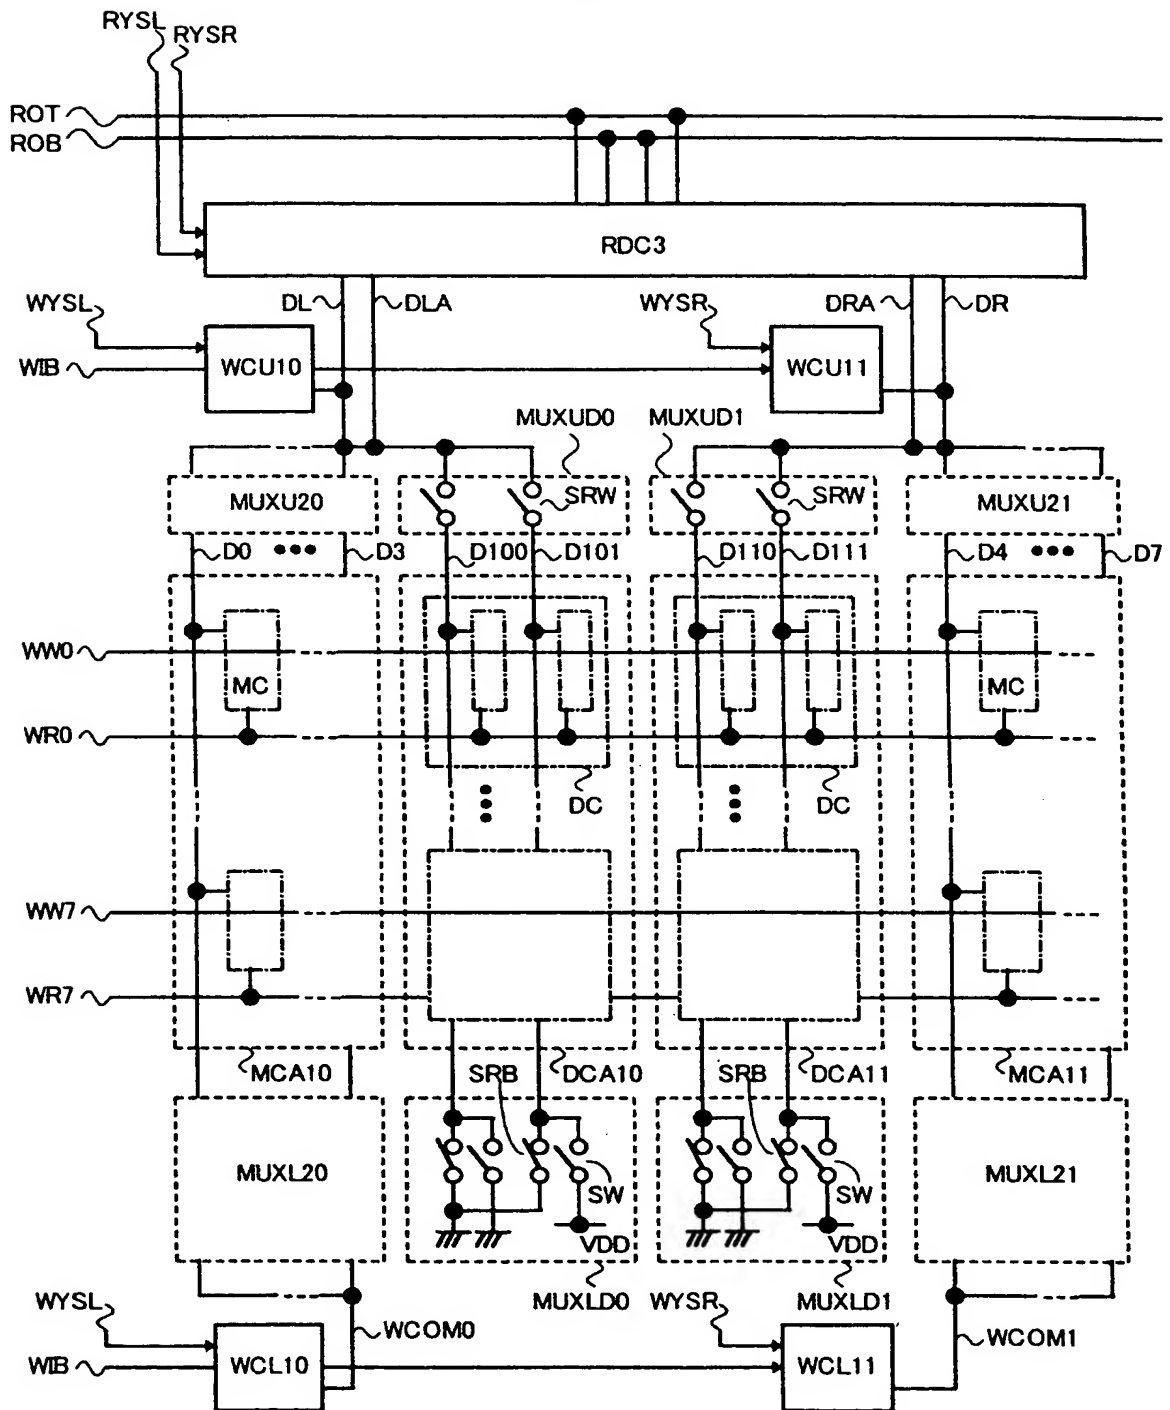 RYSL
RYSR
ROT
ROB
RDC3
DL DLA DRA DR
WYSL WYSR
WIB WCU10 WCU11
MUXUD0 MUXUD1
MUXU20 SRW SRW MUXU21
D0 D3 D100 D101 D110 D111 D4 D7
WW0
MC MC
WR0
DC DC
WW7
WR7
MCA10 SRB DCA10 SRB DCA11 MCA11
MUXL20 SW SW MUXL21
VDD VDD
MUXLD0 MUXLD1
WYSL WYSR
WCOM0 WCOM1
WIB WCL10 WCL11